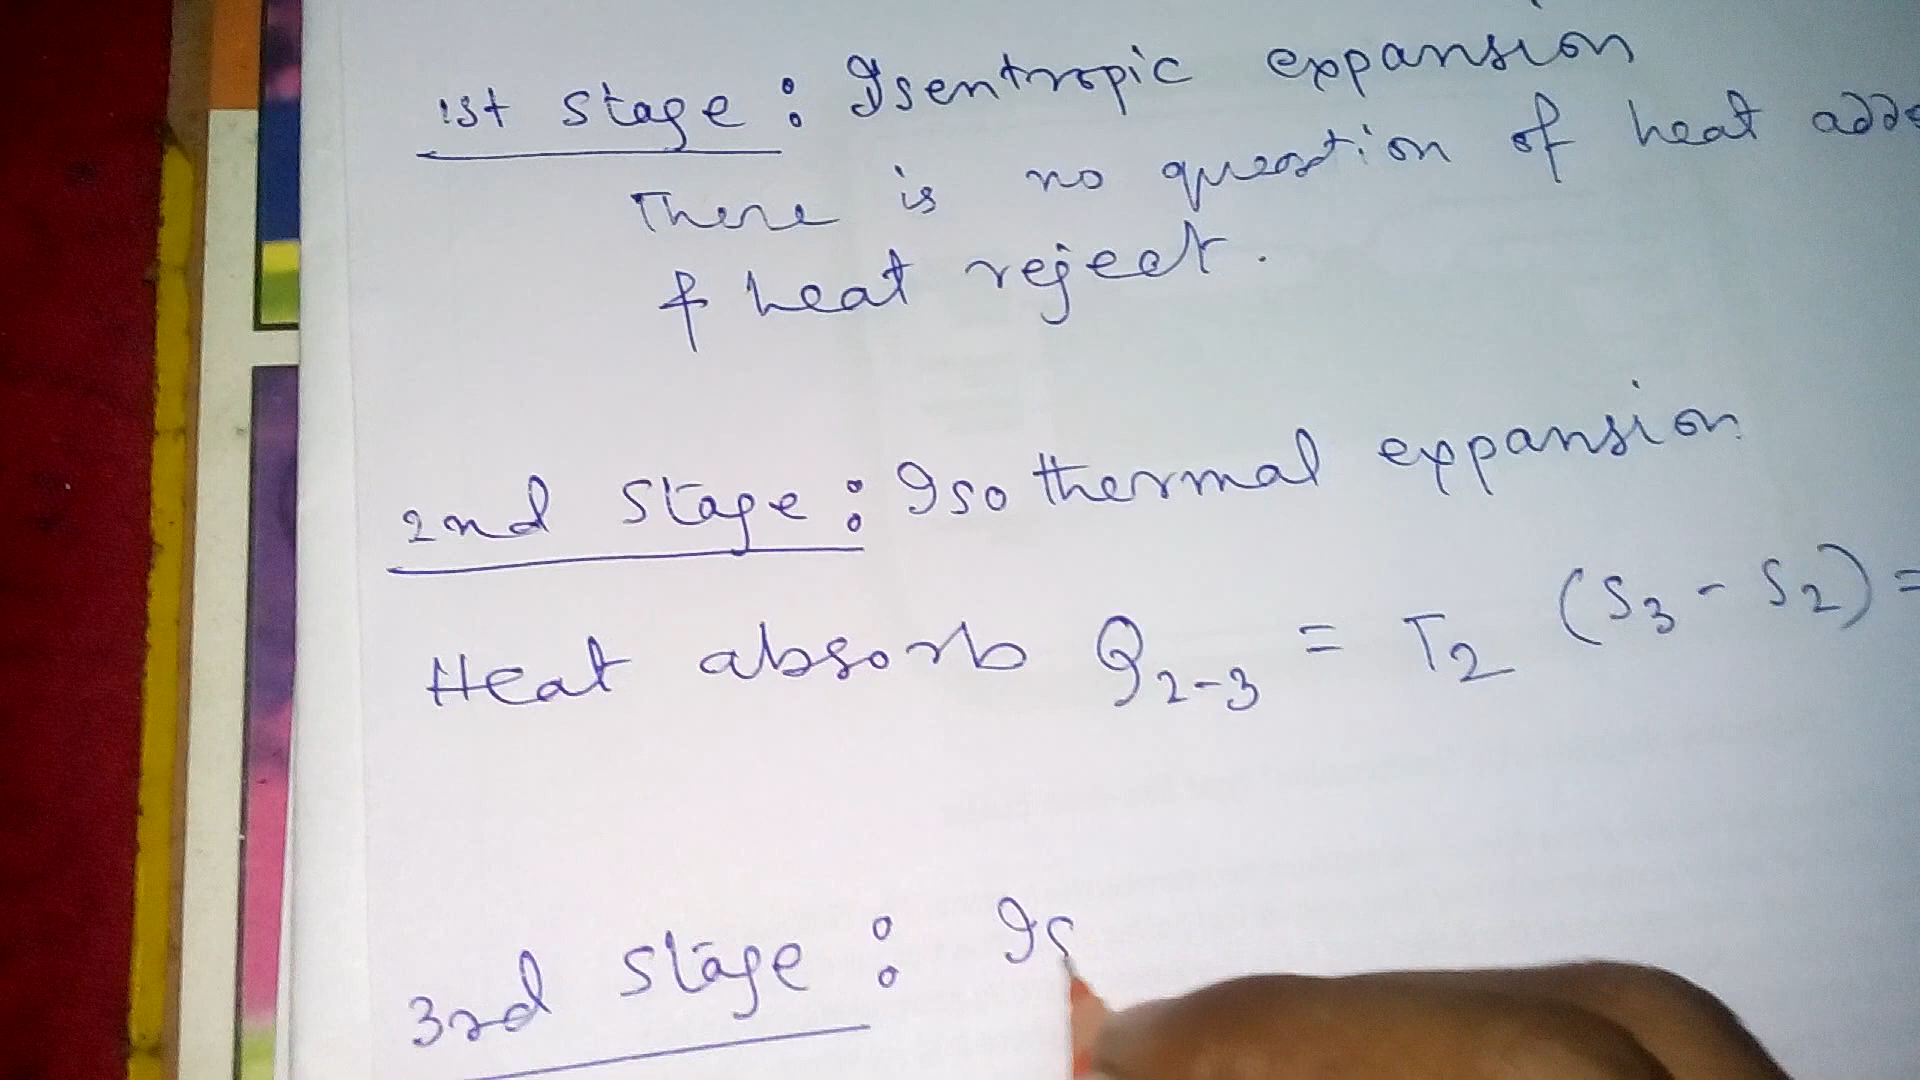 1st stage : Isentropic expansion
There is no question of heat
& heat reject.
2nd stage : Isothermal expansion
Heat absorb Q2-3 = T2 (S3 - S2) =
3rd stage : Is